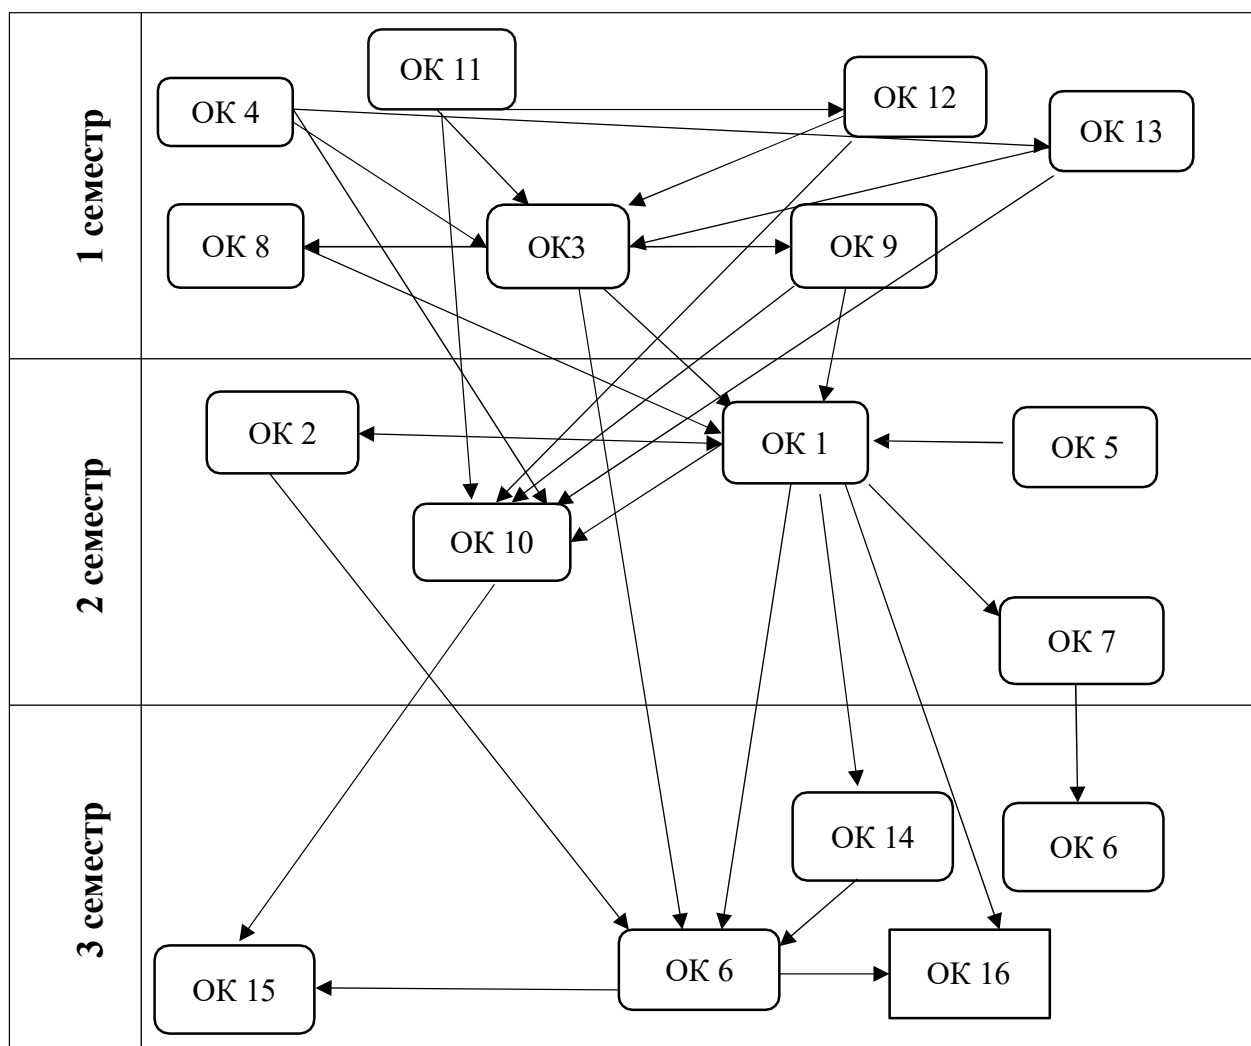 1 семестр
ОК 11
ОК 12
ОК 4
ОК 13
ОК 8
ОК3
ОК 9
2 семестр
ОК 2
ОК 1
ОК 5
ОК 10
ОК 7
3 семестр
ОК 14
ОК 6
ОК 6
ОК 16
ОК 15